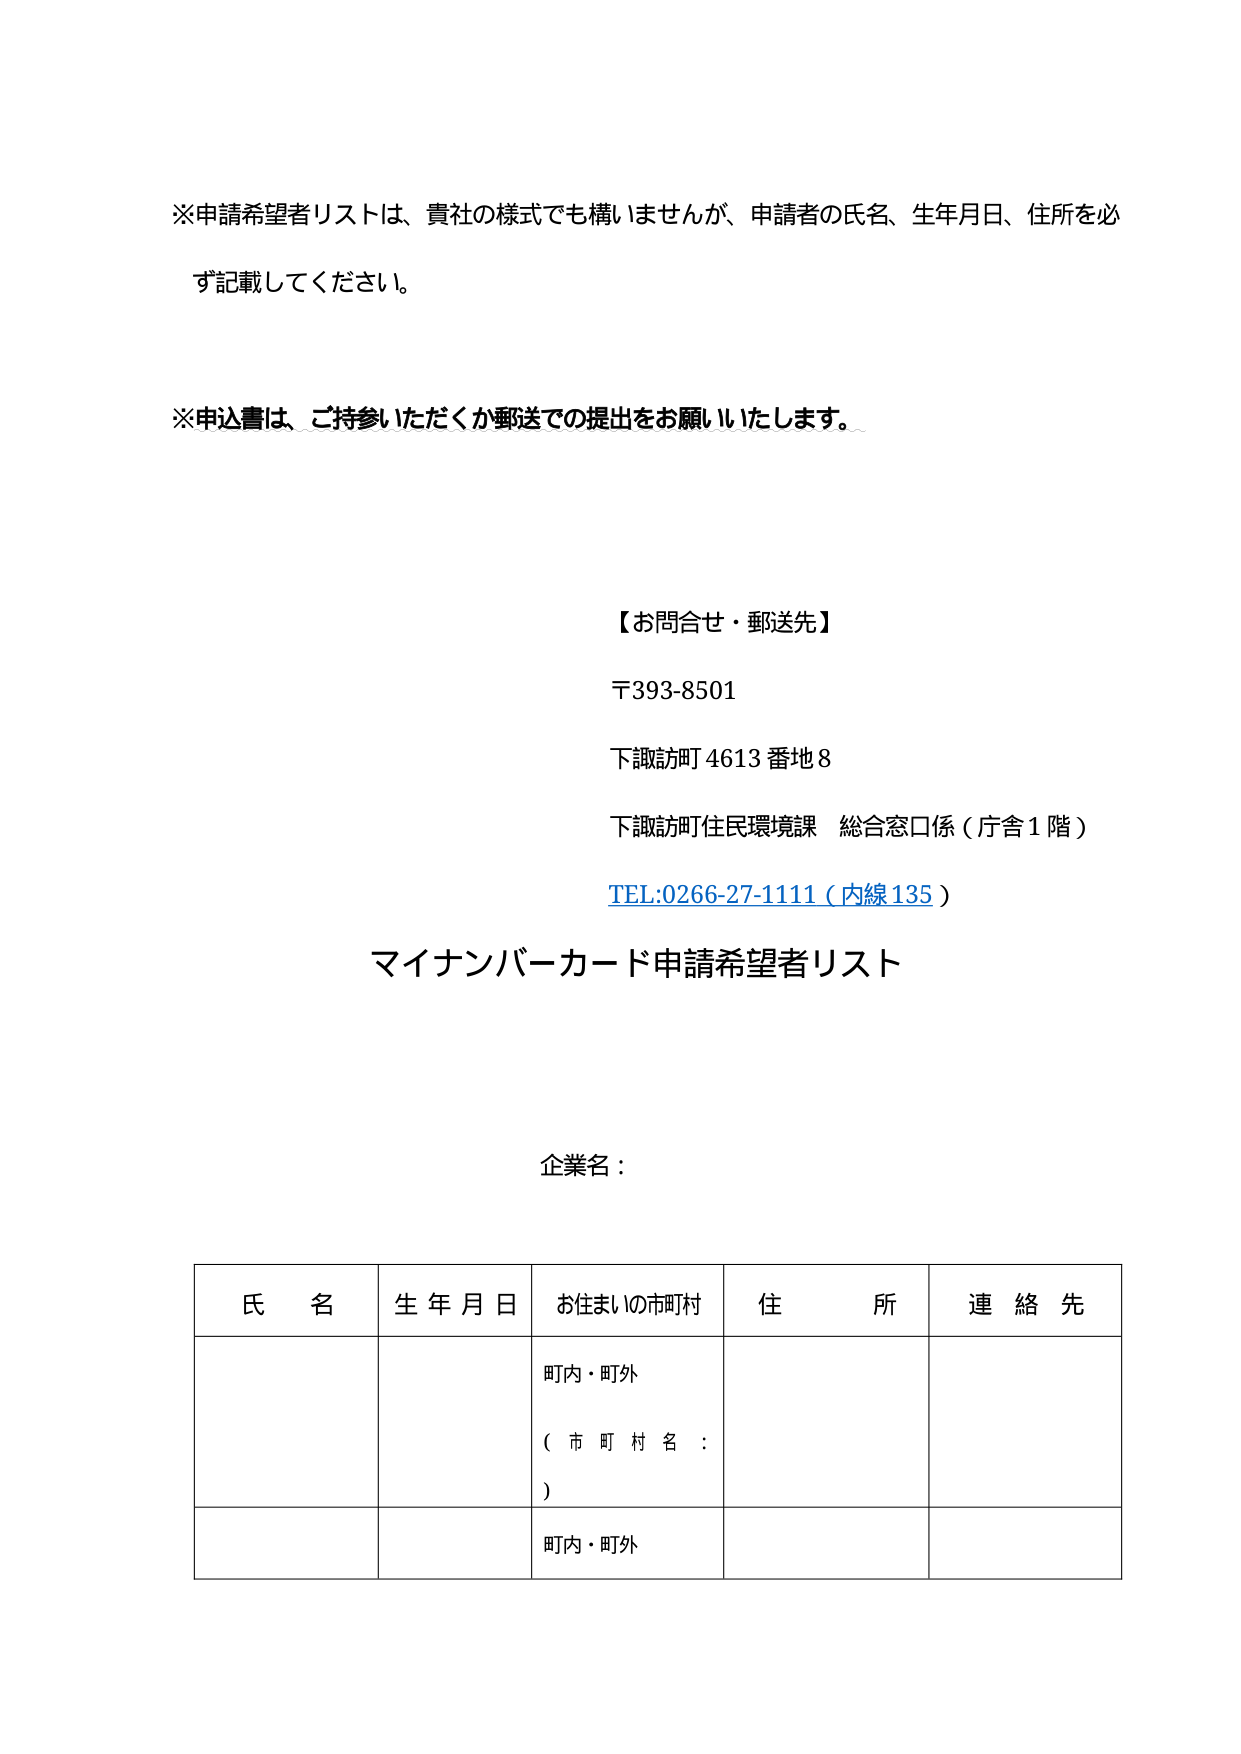 ※申請希望者リストは、貴社の様式でも構いませんが、申請者の氏名、生年月日、住所を必
ず記載してください。
※申込書は、ご持参いただくか郵送での提出をお願いいたします。
【お問合せ・郵送先】
〒393-8501
下諏訪町 4613 番地 8
下諏訪町住民環境課　総合窓口係（庁舎 1 階）
TEL:0266-27-1111（内線 135）
マイナンバーカード申請希望者リスト
企業名：
氏　　名 生 年 月 日 お住まいの市町村 住　　　所 連　絡　先
町内・町外
（ 市 町 村 名 ：
）
町内・町外